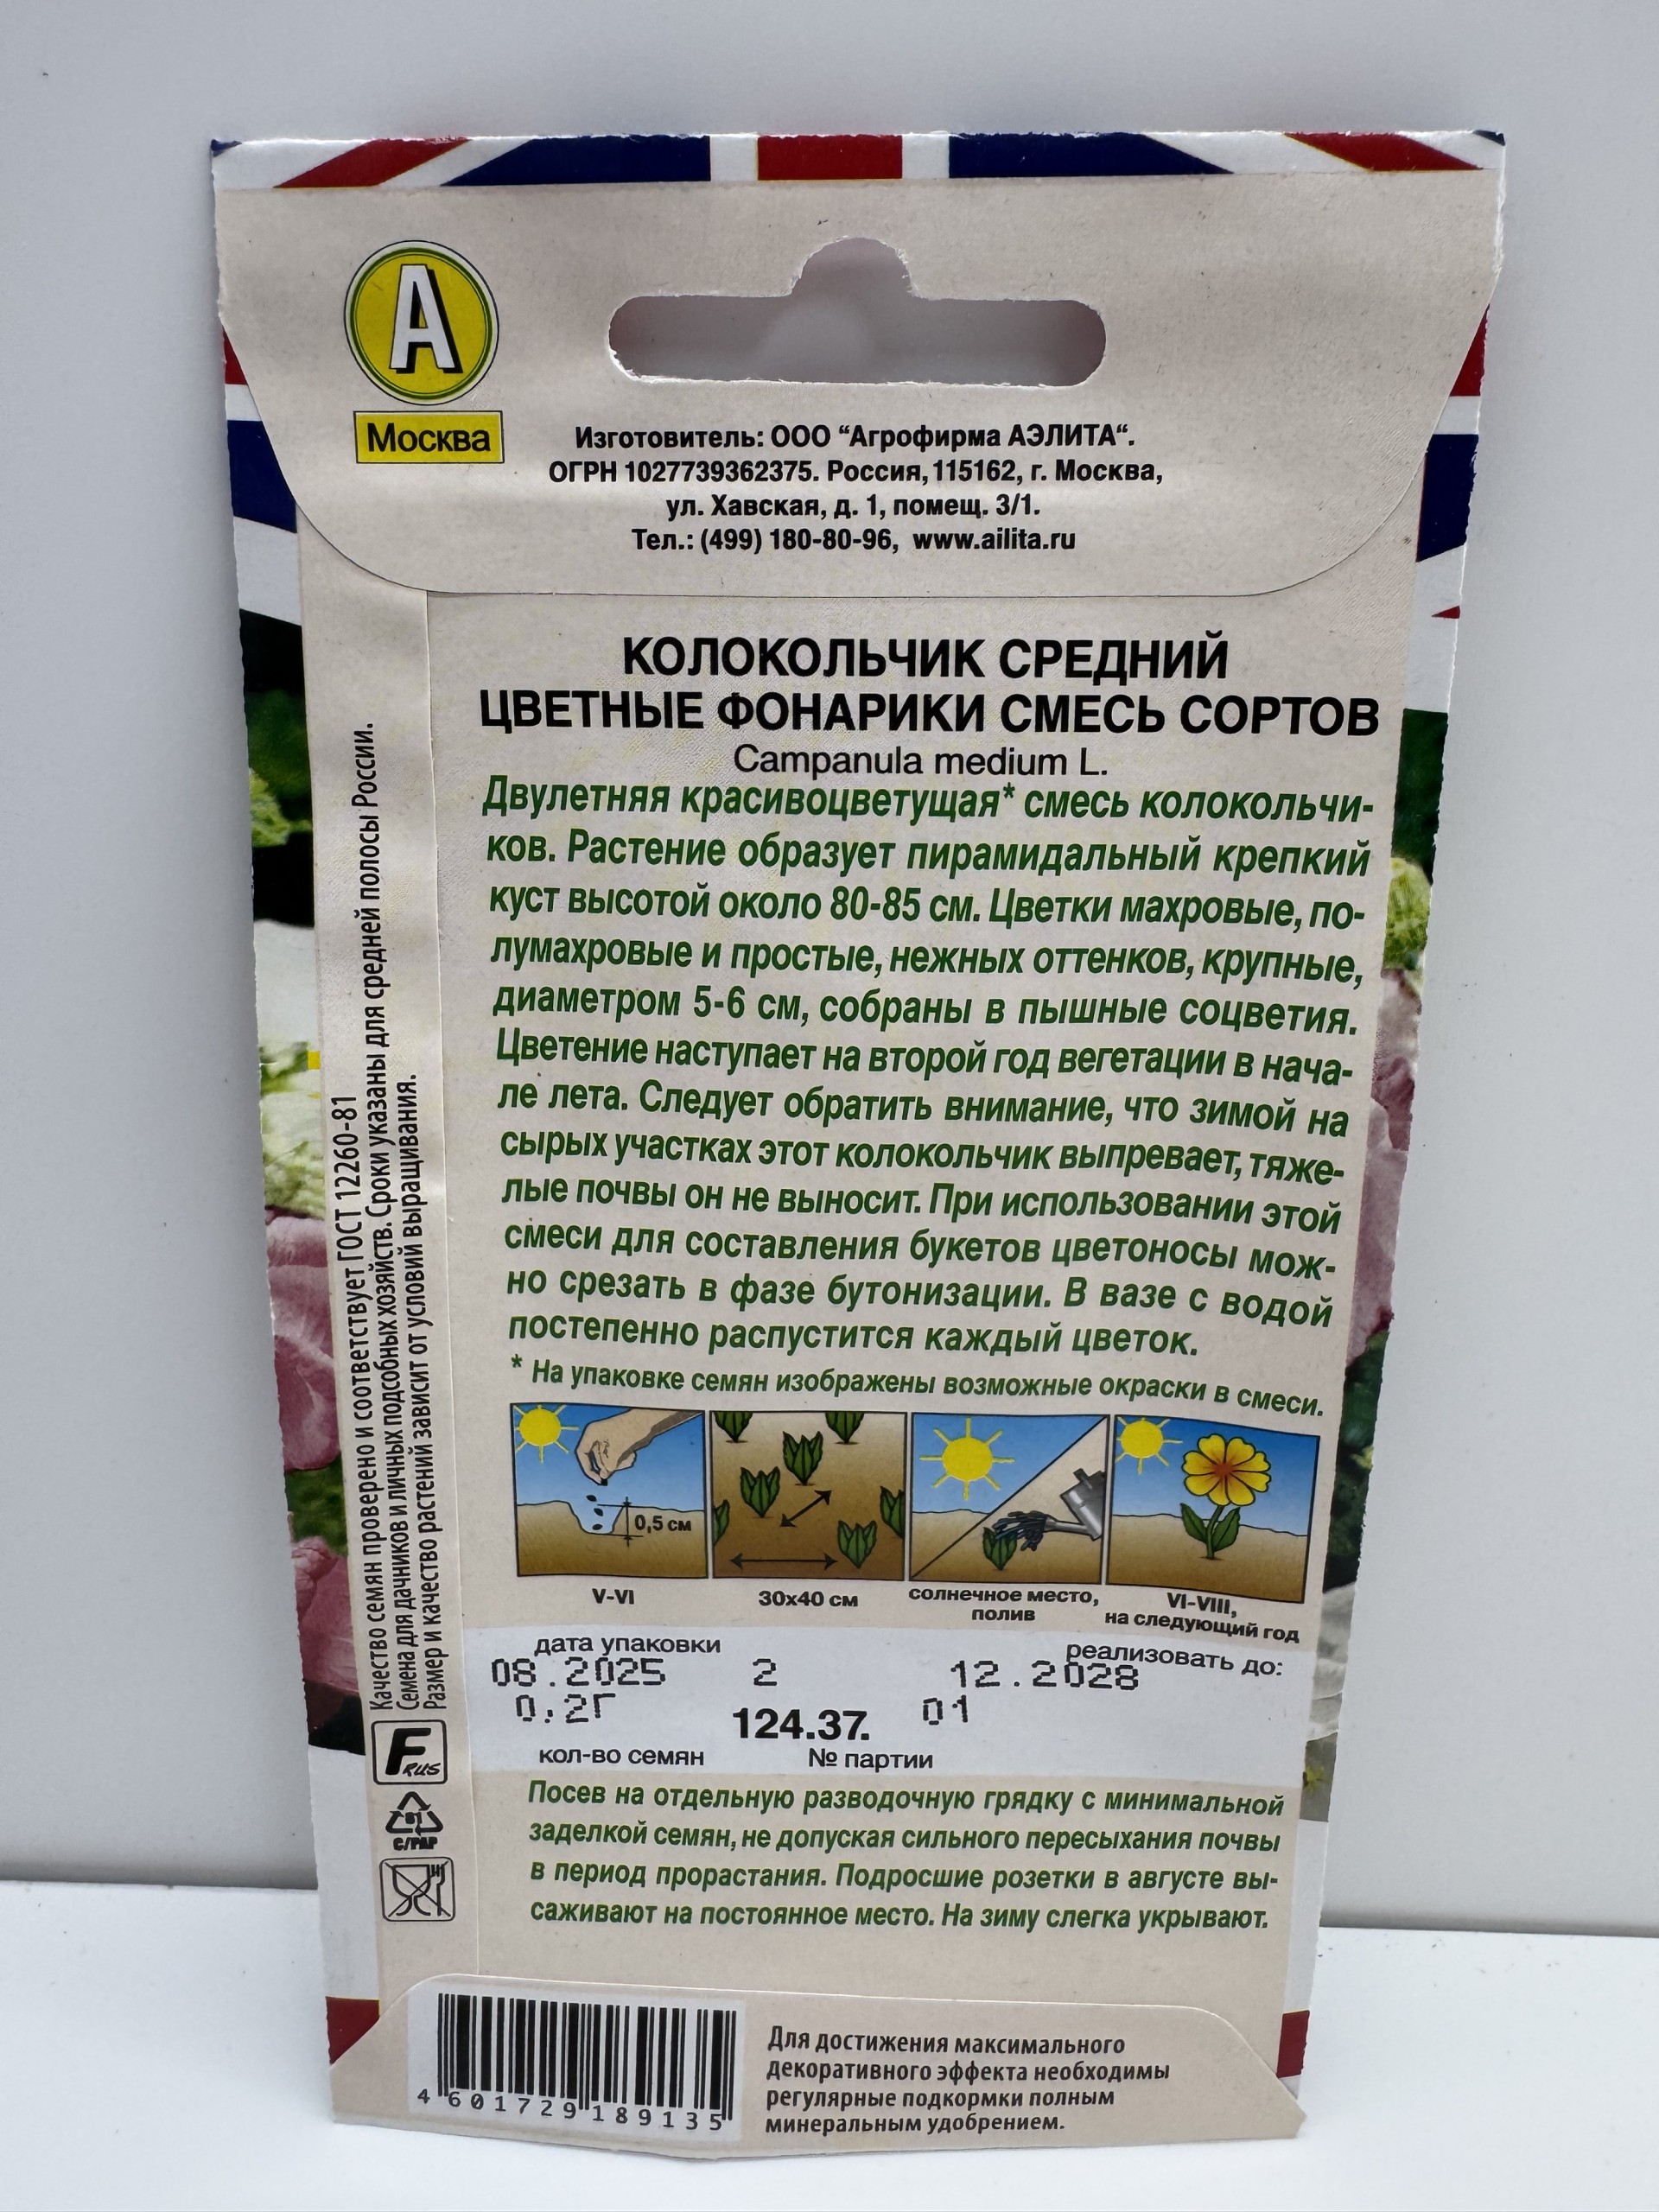 А
Москва
Изготовитель: ООО “Агрофирма АЭЛИТА“.
ОГРН 1027739362375. Россия, 115162, г. Москва,
ул. Хавская, д. 1, помещ. 3/1.
Тел.: (499) 180-80-96, www.ailita.ru
КОЛОКОЛЬЧИК СРЕДНИЙ
ЦВЕТНЫЕ ФОНАРИКИ СМЕСЬ СОРТОВ
Campanula medium L.
Двулетняя красивоцветущая* смесь колокольчи-
ков. Растение образует пирамидальный крепкий
куст высотой около 80-85 см. Цветки махровые, по-
лумахровые и простые, нежных оттенков, крупные,
диаметром 5-6 см, собраны в пышные соцветия.
Цветение наступает на второй год вегетации в нача-
ле лета. Следует обратить внимание, что зимой на
сырых участках этот колокольчик выпревает, тяже-
лые почвы он не выносит. При использовании этой
смеси для составления букетов цветоносы мож-
но срезать в фазе бутонизации. В вазе с водой
постепенно распустится каждый цветок.
* На упаковке семян изображены возможные окраски в смеси.
0,5 см
V-VI
30х40 см
солнечное место,
полив
VI-VIII,
на следующий год
дата упаковки
реализовать до:
08.2025 2 12.2028
0,2Г 124.37. 01
кол-во семян № партии
Посев на отдельную разводочную грядку с минимальной
заделкой семян, не допуская сильного пересыхания почвы
в период прорастания. Подросшие розетки в августе вы-
саживают на постоянное место. На зиму слегка укрывают.
Качество семян проверено и соответствует ГОСТ 12260-81
Семена для дачников и личных подсобных хозяйств. Сроки указаны для средней полосы России.
Размер и качество растений зависит от условий выращивания.
F RUS
81
C/PAP
4 601729 189135
Для достижения максимального
декоративного эффекта необходимы
регулярные подкормки полным
минеральным удобрением.